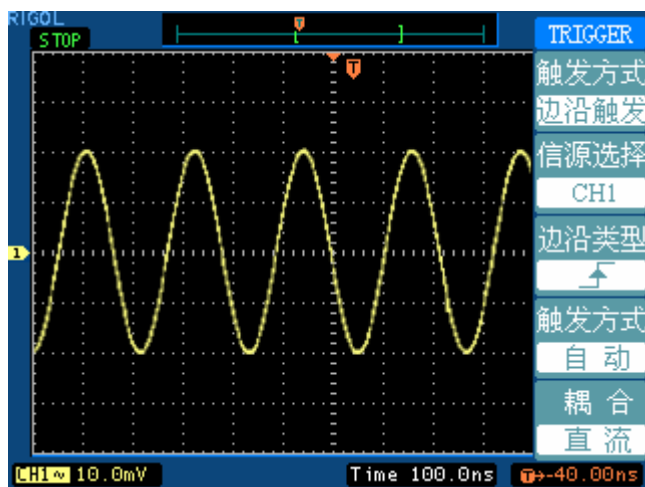 RIGOL
STOP
T
T
1
TRIGGER
触发方式
边沿触发
信源选择
CH1
边沿类型
触发方式
自动
耦合
直流
CH1~ 10.0mV
Time 100.0ns
T→-40.00ns